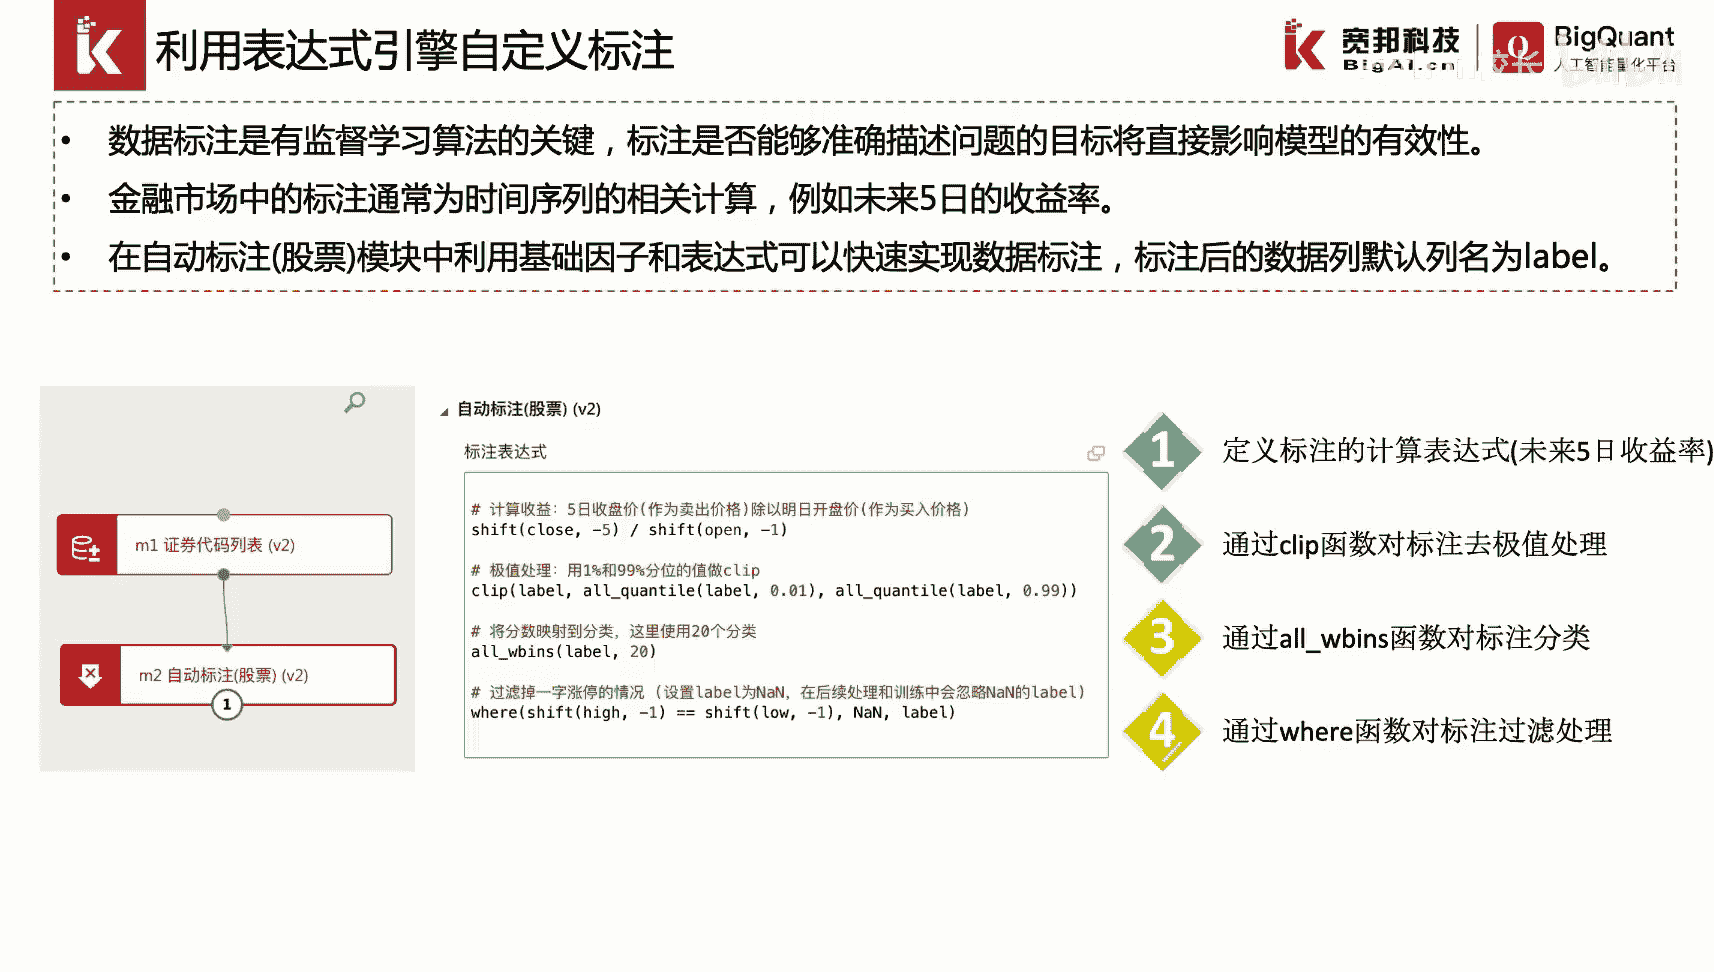 利用表达式引擎自定义标注
宽邦科技
BigAi.cn
BigQuant
人工智能量化平台
• 数据标注是有监督学习算法的关键，标注是否能够准确描述问题的目标将直接影响模型的有效性。
• 金融市场中的标注通常为时间序列的相关计算，例如未来5日的收益率。
• 在自动标注(股票)模块中利用基础因子和表达式可以快速实现数据标注，标注后的数据列默认列名为label。
m1 证券代码列表 (v2)
m2 自动标注(股票) (v2)
1
自动标注(股票) (v2)
标注表达式
# 计算收益：5日收盘价(作为卖出价格)除以明日开盘价(作为买入价格)
shift(close, -5) / shift(open, -1)
# 极值处理：用1%和99%分位的值做clip
clip(label, all_quantile(label, 0.01), all_quantile(label, 0.99))
# 将分数映射到分类，这里使用20个分类
all_wbins(label, 20)
# 过滤掉一字涨停的情况 (设置label为NaN，在后续处理和训练中会忽略NaN的label)
where(shift(high, -1) == shift(low, -1), NaN, label)
1 定义标注的计算表达式(未来5日收益率)
2 通过clip函数对标注去极值处理
3 通过all_wbins函数对标注分类
4 通过where函数对标注过滤处理